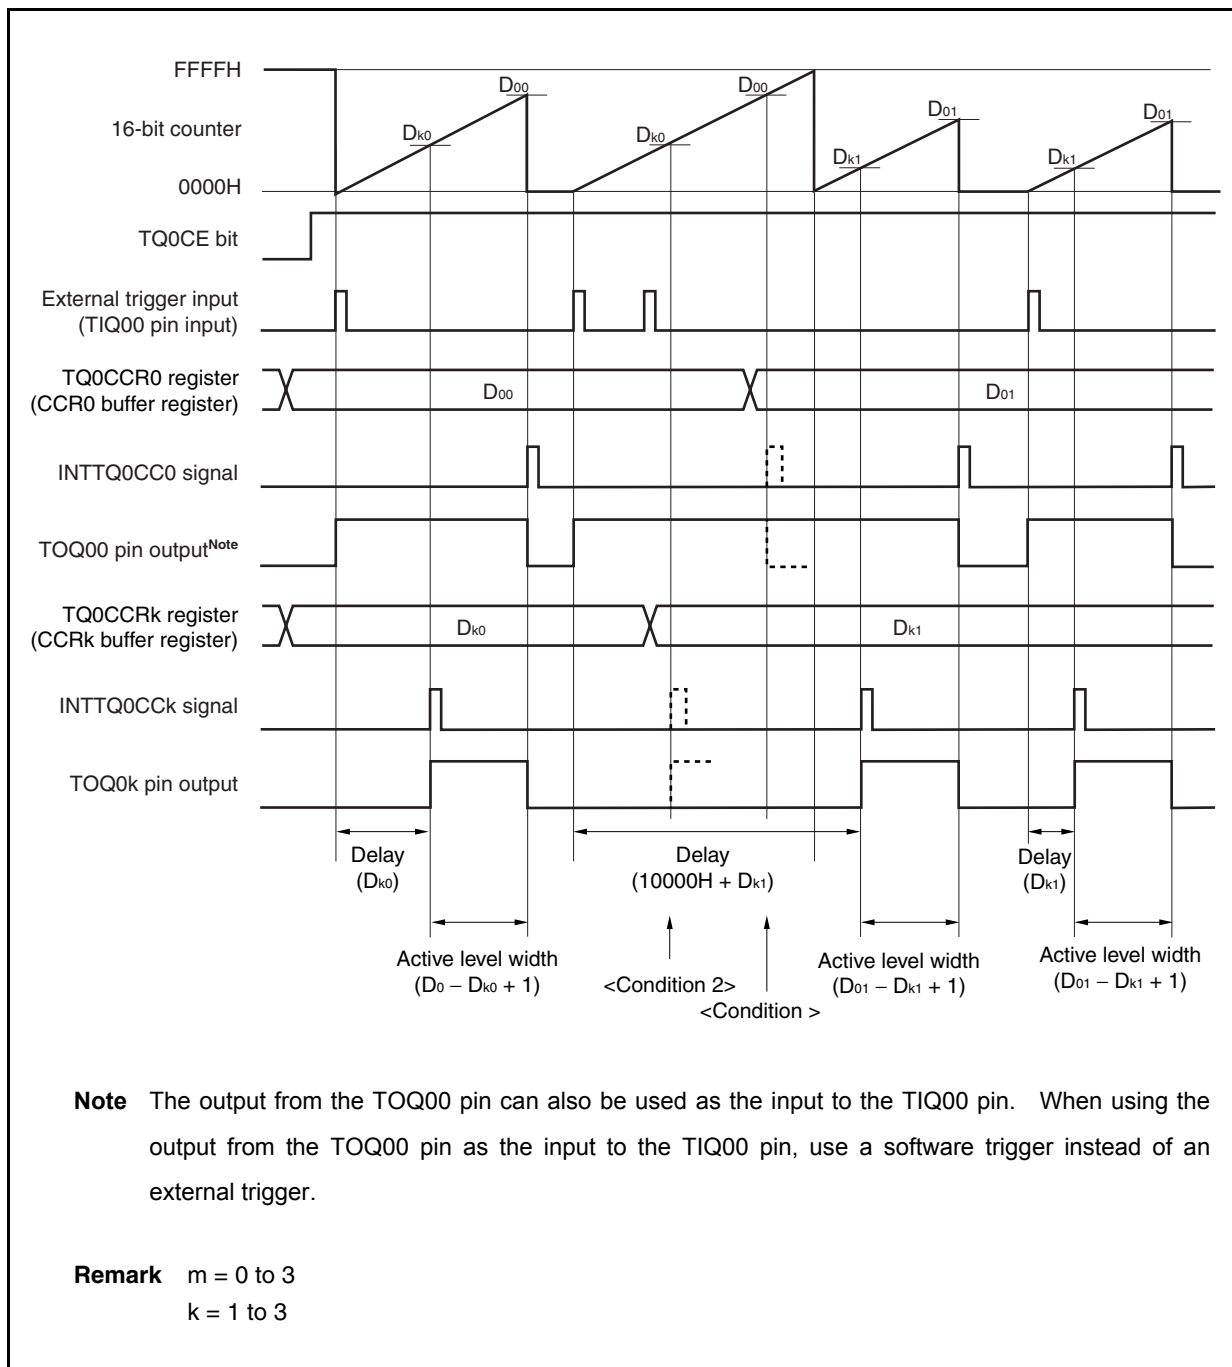 FFFFH
D00
D00
16-bit counter
Dk0
Dk0
D01
D01
Dk1
Dk1
0000H
TQ0CE bit
External trigger input
(TIQ00 pin input)
TQ0CCR0 register
(CCR0 buffer register)
D00
D01
INTTQ0CC0 signal
TOQ00 pin outputNote
TQ0CCRk register
(CCRk buffer register)
Dk0
Dk1
INTTQ0CCk signal
TOQ0k pin output
Delay
(Dk0)
Delay
(10000H + Dk1)
Delay
(Dk1)
Active level width
(D0 − Dk0 + 1)
<Condition 2>
<Condition >
Active level width
(D01 − Dk1 + 1)
Active level width
(D01 − Dk1 + 1)
Note The output from the TOQ00 pin can also be used as the input to the TIQ00 pin. When using the
output from the TOQ00 pin as the input to the TIQ00 pin, use a software trigger instead of an
external trigger.
Remark m = 0 to 3
k = 1 to 3